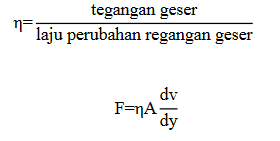 η= tegangan geser / laju perubahan regangan geser
F=ηA dv/dy